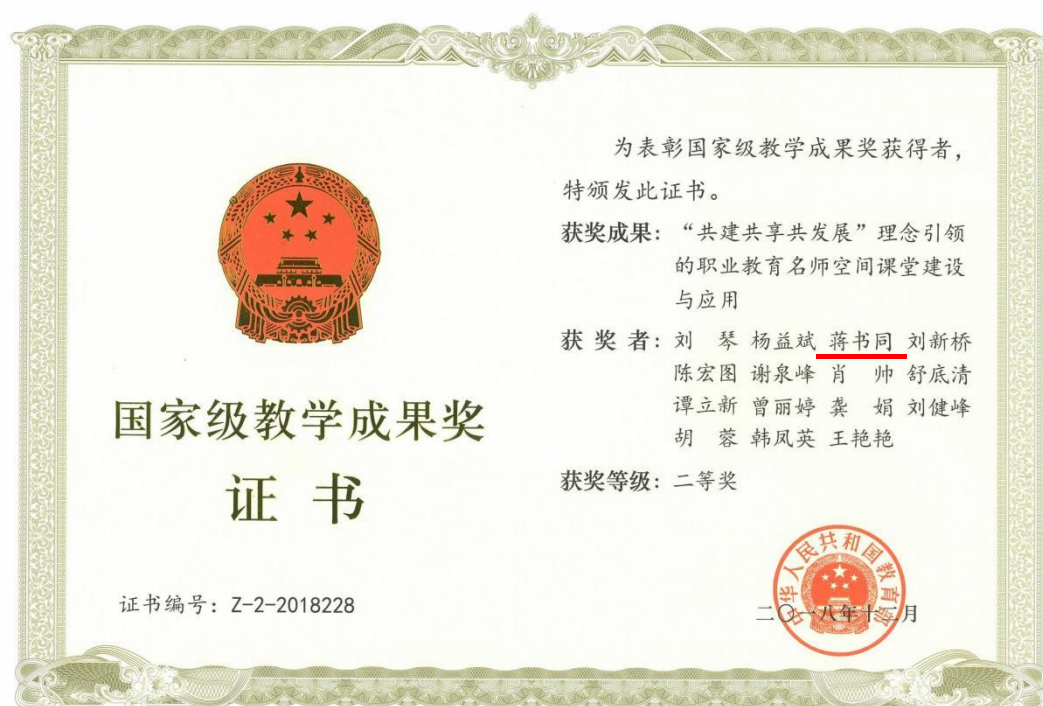 国家级教学成果奖
证书
证书编号：Z-2-2018228
为表彰国家级教学成果奖获得者，
特颁发此证书。
获奖成果：“共建共享共发展”理念引领
的职业教育名师空间课堂建设
与应用
获奖者：刘琴 杨益斌 蒋书同 刘新桥
陈宏图 谢泉峰 肖帅 舒底清
谭立新 曾丽婷 龚娟 刘健峰
胡蓉 韩凤英 王艳艳
获奖等级：二等奖
中华人民共和国教育部
二〇一八年十二月